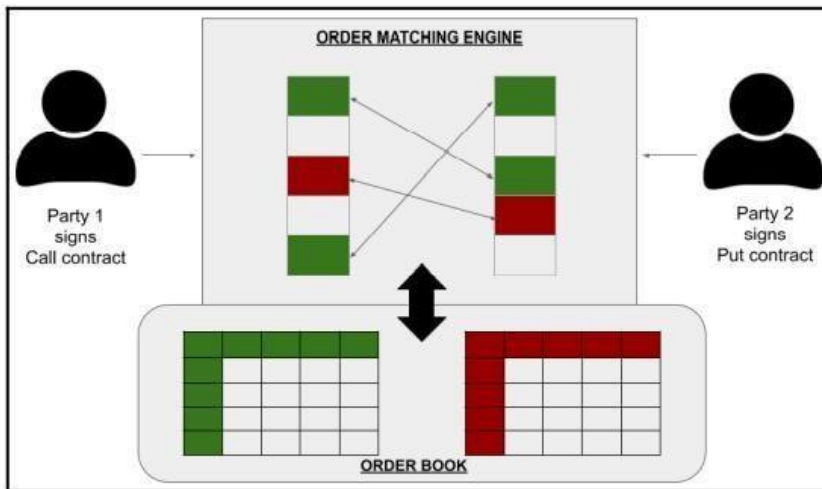 ORDER MATCHING ENGINE
Party 1
signs
Call contract
Party 2
signs
Put contract
ORDER BOOK